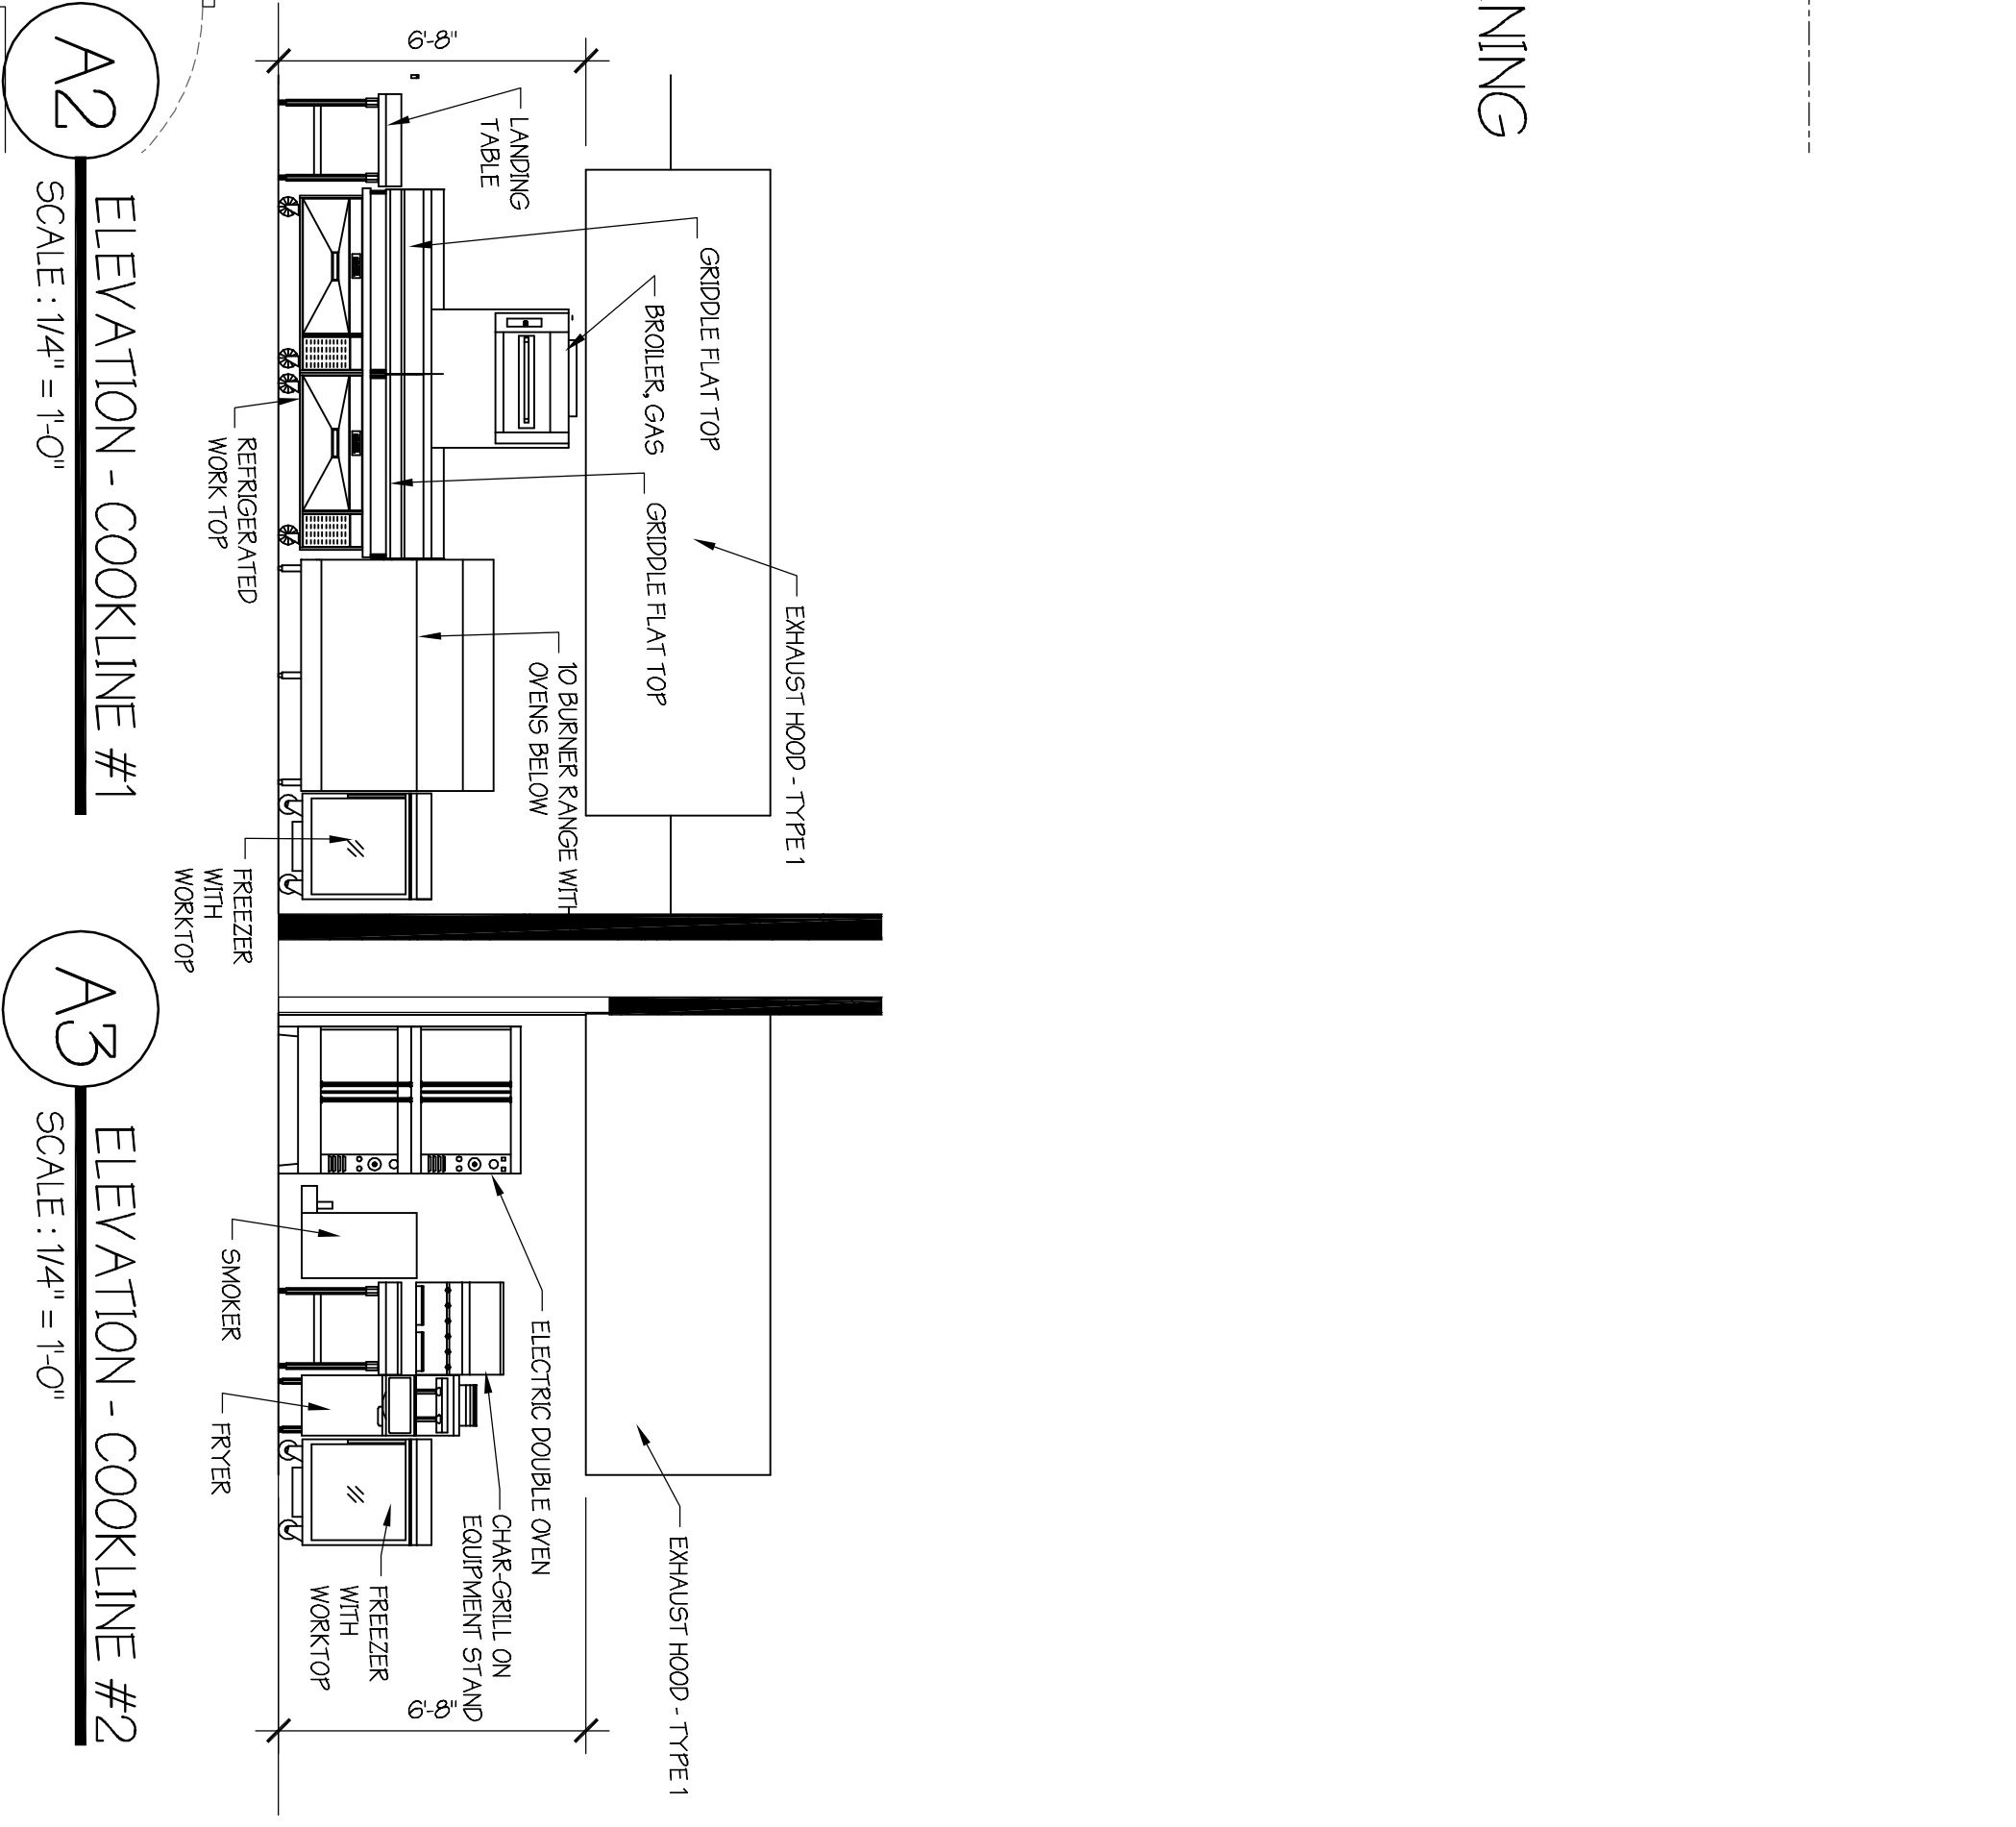 NING
EXHAUST HOOD - TYPE 1
GRIDDLE FLAT TOP
BROILER, GAS
GRIDDLE FLAT TOP
10 BURNER RANGE WITH
OVENS BELOW
LANDING
TABLE
6'-8"
REFRIGERATED
WORK TOP
FREEZER
WITH
WORKTOP
A2
ELEVATION - COOKLINE #1
SCALE : 1/4" = 1'-0"
EXHAUST HOOD - TYPE 1
ELECTRIC DOUBLE OVEN
CHAR-GRILL ON
EQUIPMENT STAND
6'-8"
FREEZER
WITH
WORKTOP
SMOKER
FRYER
A3
ELEVATION - COOKLINE #2
SCALE : 1/4" = 1'-0"